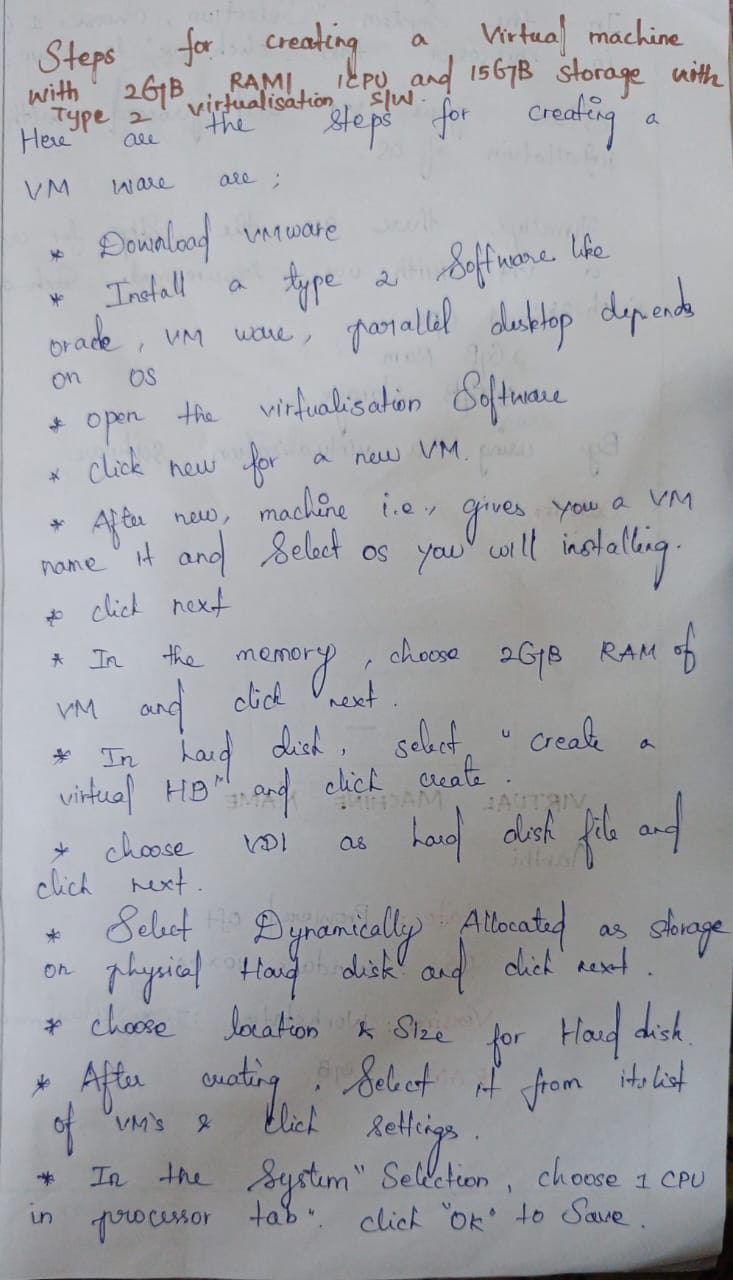 Steps for creating a Virtual machine
with 2GB RAM 1CPU and 15GB storage with
Type 2 virtualisation S/W.
Here are the steps for creating a
VM ware are ;
* Download VMware
* Install a type 2 Software like
oracle, VM ware, parallel desktop depends
on OS
* open the virtualisation Software
* Click new for a new VM.
* After new, machine i.e., gives you a VM
name it and Select os you will installing.
* click next
* In the memory, choose 2GB RAM of
VM and click next.
* In hard disk, select "create a
virtual HB" and click create.
* choose VDI as hard disk file and
click next.
* Select Dynamically Allocated as storage
on physical Hard disk and click next.
* choose location & Size for Hard disk.
* After creating, Select it from its list
of VM's & click settings.
* In the System" Selection, choose 1 CPU
in processor tab". click "OK" to Save.